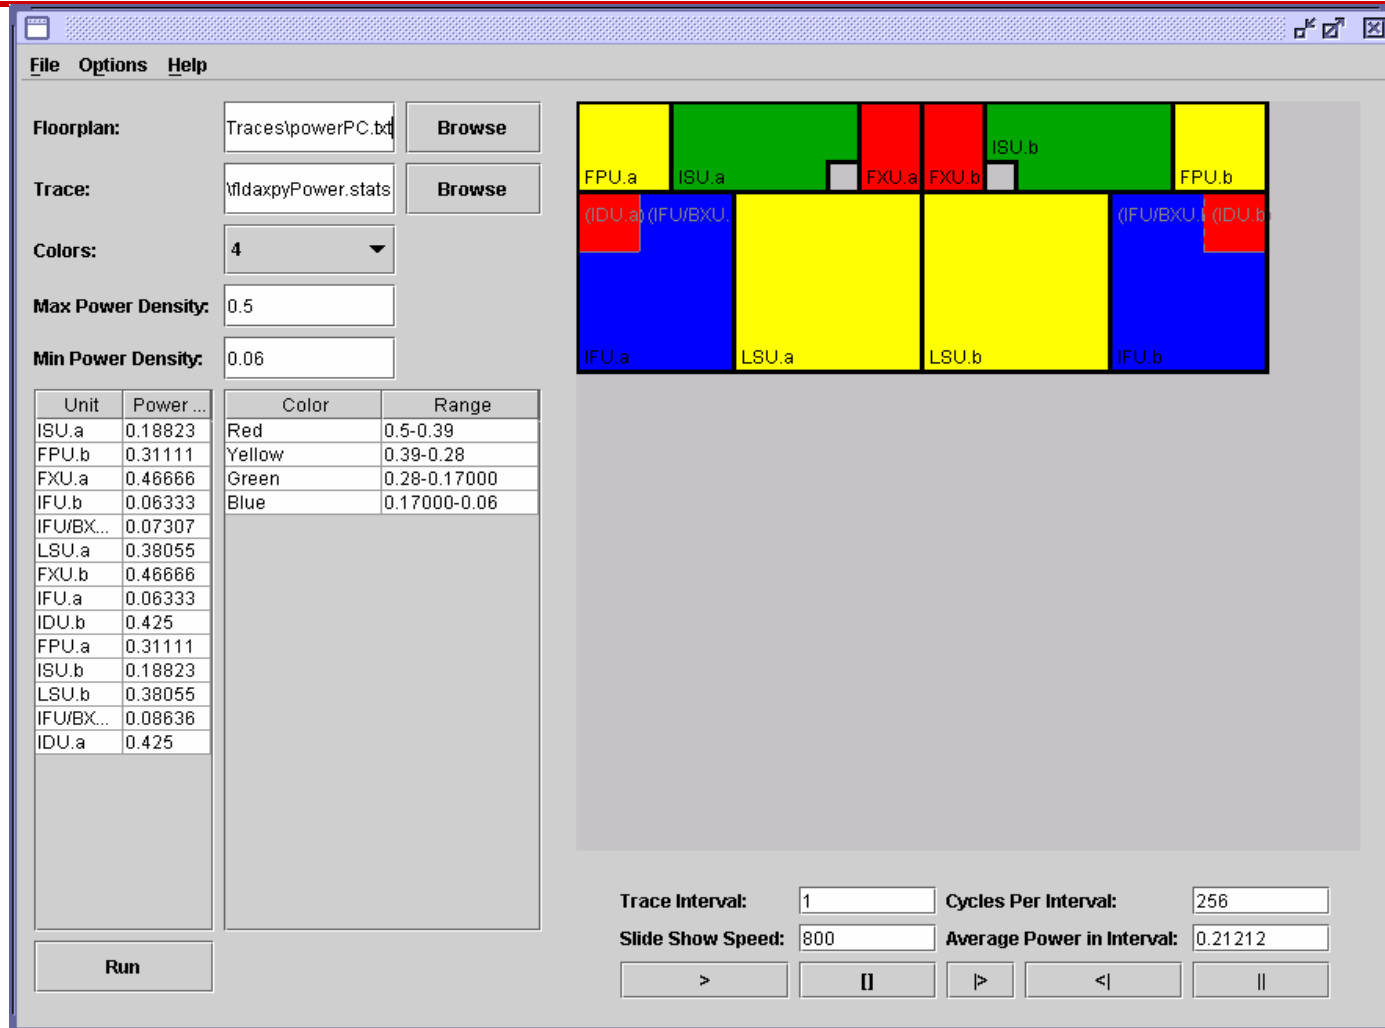 File Options Help
Floorplan: Traces\powerPC.txt Browse
Trace: \fldaxpyPower.stats Browse
Colors: 4
Max Power Density: 0.5
Min Power Density: 0.06
Unit Power ...
ISU.a 0.18823
FPU.b 0.31111
FXU.a 0.46666
IFU.b 0.06333
IFU/BX... 0.07307
LSU.a 0.38055
FXU.b 0.46666
IFU.a 0.06333
IDU.b 0.425
FPU.a 0.31111
ISU.b 0.18823
LSU.b 0.38055
IFU/BX... 0.08636
IDU.a 0.425
Color Range
Red 0.5-0.39
Yellow 0.39-0.28
Green 0.28-0.17000
Blue 0.17000-0.06
Run
ISU.b
FPU.a ISU.a FXU.a FXU.b FPU.b
(IDU.a) (IFU/BXU. (IFU/BXU. (IDU.b)
IFU.a LSU.a LSU.b IFU.b
Trace Interval: 1 Cycles Per Interval: 256
Slide Show Speed: 800 Average Power in Interval: 0.21212
> [] |> <| ||